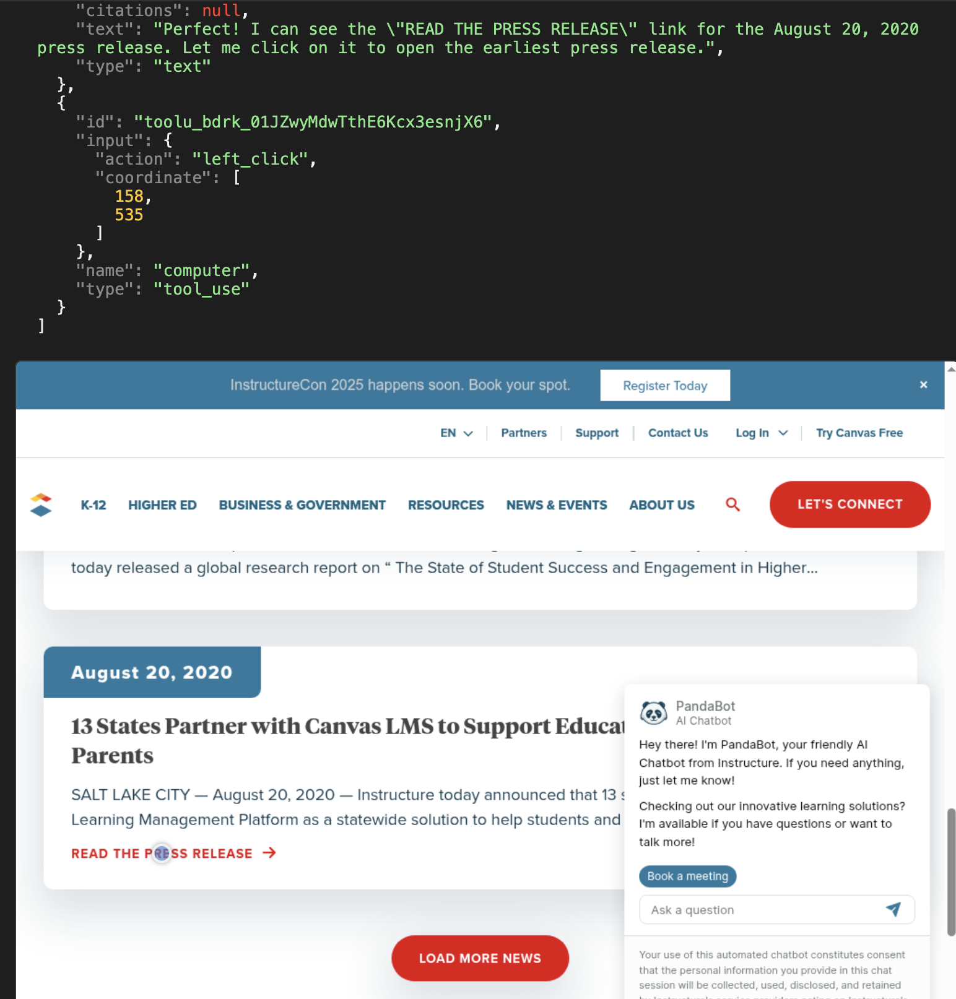 "citations": null,
"text": "Perfect! I can see the \"READ THE PRESS RELEASE\" link for the August 20, 2020
press release. Let me click on it to open the earliest press release.",
"type": "text"
},
{
"id": "toolu_bdrk_01JZwyMdwTthE6Kcx3esnjX6",
"input": {
"action": "left_click",
"coordinate": [
158,
535
]
},
"name": "computer",
"type": "tool_use"
}
]
InstructureCon 2025 happens soon. Book your spot.
Register Today
×
EN
Partners
Support
Contact Us
Log In
Try Canvas Free
K-12
HIGHER ED
BUSINESS & GOVERNMENT
RESOURCES
NEWS & EVENTS
ABOUT US
LET'S CONNECT
today released a global research report on “ The State of Student Success and Engagement in Higher...
August 20, 2020
13 States Partner with Canvas LMS to Support Educat
Parents
SALT LAKE CITY — August 20, 2020 — Instructure today announced that 13 s
Learning Management Platform as a statewide solution to help students and
READ THE PRESS RELEASE →
LOAD MORE NEWS
PandaBot
AI Chatbot
Hey there! I'm PandaBot, your friendly AI
Chatbot from Instructure. If you need anything,
just let me know!
Checking out our innovative learning solutions?
I'm available if you have questions or want to
talk more!
Book a meeting
Ask a question
Your use of this automated chatbot constitutes consent
that the personal information you provide in this chat
session will be collected, used, disclosed, and retained